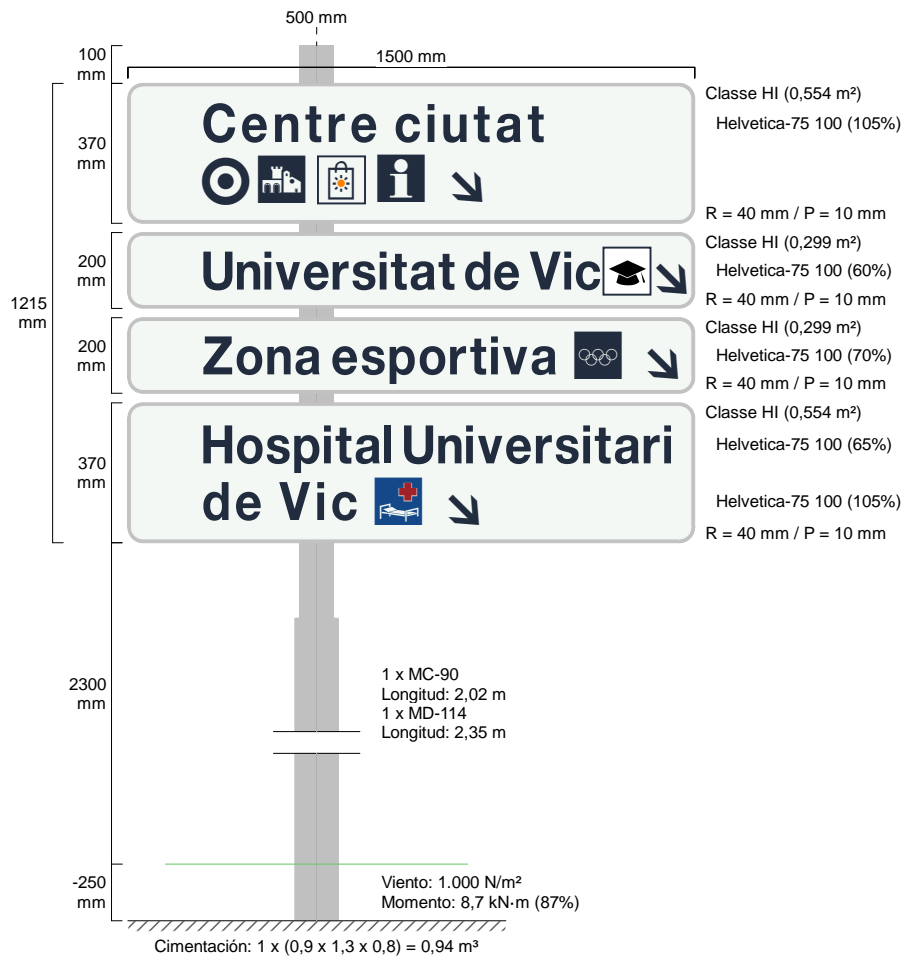 500 mm
100
mm
1500 mm
Classe HI (0,554 m²)
Centre ciutat
Helvetica-75 100 (105%)
370
mm
i
R = 40 mm / P = 10 mm
Classe HI (0,299 m²)
200
mm
Universitat de Vic
Helvetica-75 100 (60%)
R = 40 mm / P = 10 mm
1215
mm
Classe HI (0,299 m²)
200
mm
Zona esportiva
Helvetica-75 100 (70%)
R = 40 mm / P = 10 mm
Classe HI (0,554 m²)
Hospital Universitari
Helvetica-75 100 (65%)
370
mm
de Vic
Helvetica-75 100 (105%)
R = 40 mm / P = 10 mm
2300
mm
1 x MC-90
Longitud: 2,02 m
1 x MD-114
Longitud: 2,35 m
-250
mm
Viento: 1.000 N/m²
Momento: 8,7 kN·m (87%)
Cimentación: 1 x (0,9 x 1,3 x 0,8) = 0,94 m³